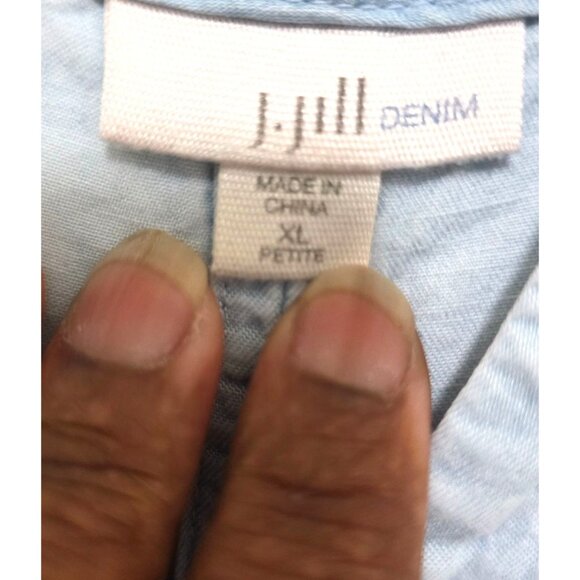 j.jill DENIM
MADE IN
CHINA
XL
PETITE